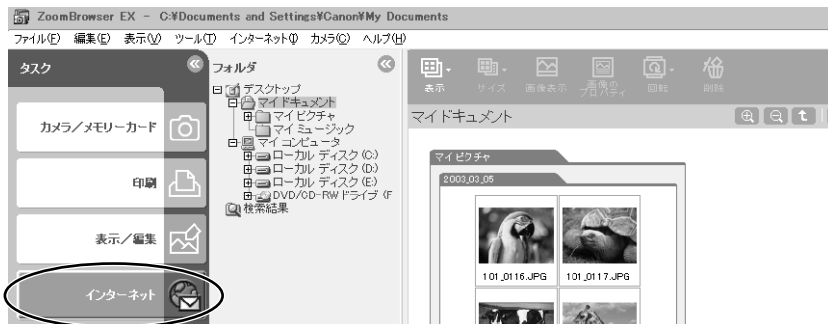 ZoomBrowser EX - C:¥Documents and Settings¥Canon¥My Documents
ファイル(F) 編集(E) 表示(V) ツール(T) インターネット(I) カメラ(C) ヘルプ(H)
タスク
カメラ/メモリーカード
印刷
表示/編集
インターネット
フォルダ
デスクトップ
マイドキュメント
マイピクチャ
マイミュージック
マイコンピュータ
ローカル ディスク (C:)
ローカル ディスク (D:)
ローカル ディスク (E:)
DVD/CD-RW ドライブ (F
検索結果
表示 サイズ 画像表示 画像のプロパティ 回転 削除
マイドキュメント
マイピクチャ
2003_03_05
101_0116.JPG 101_0117.JPG